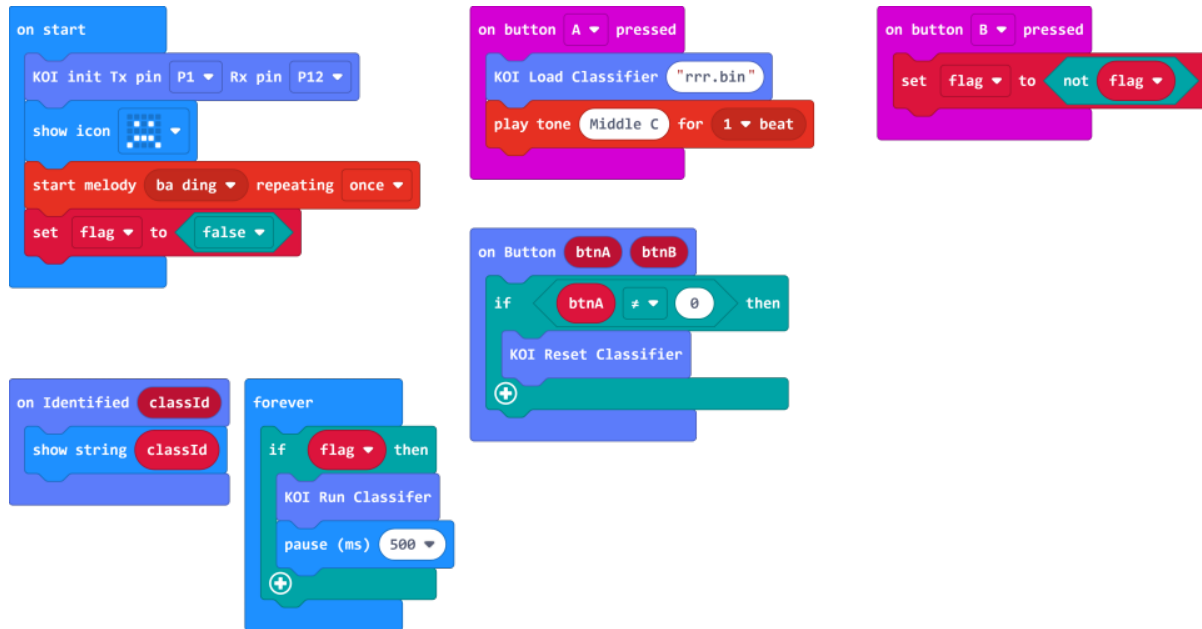 on start
KOI init Tx pin P1 Rx pin P12
show icon
start melody ba ding repeating once
set flag to false
on button A pressed
KOI Load Classifier "rrr.bin"
play tone Middle C for 1 beat
on button B pressed
set flag to not flag
on Button btnA btnB
if btnA ≠ 0 then
KOI Reset Classifier
on Identified classId
show string classId
forever
if flag then
KOI Run Classifer
pause (ms) 500